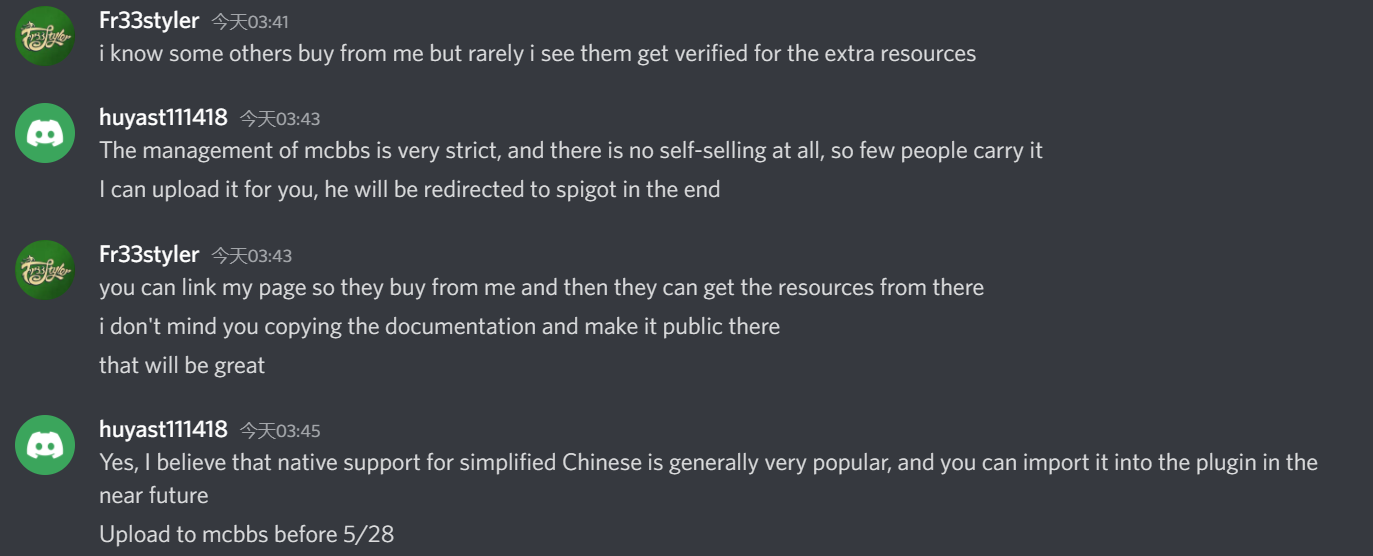 Fr33styler 今天03:41
i know some others buy from me but rarely i see them get verified for the extra resources
huyast111418 今天03:43
The management of mcbbs is very strict, and there is no self-selling at all, so few people carry it
I can upload it for you, he will be redirected to spigot in the end
Fr33styler 今天03:43
you can link my page so they buy from me and then they can get the resources from there
i don't mind you copying the documentation and make it public there
that will be great
huyast111418 今天03:45
Yes, I believe that native support for simplified Chinese is generally very popular, and you can import it into the plugin in the
near future
Upload to mcbbs before 5/28